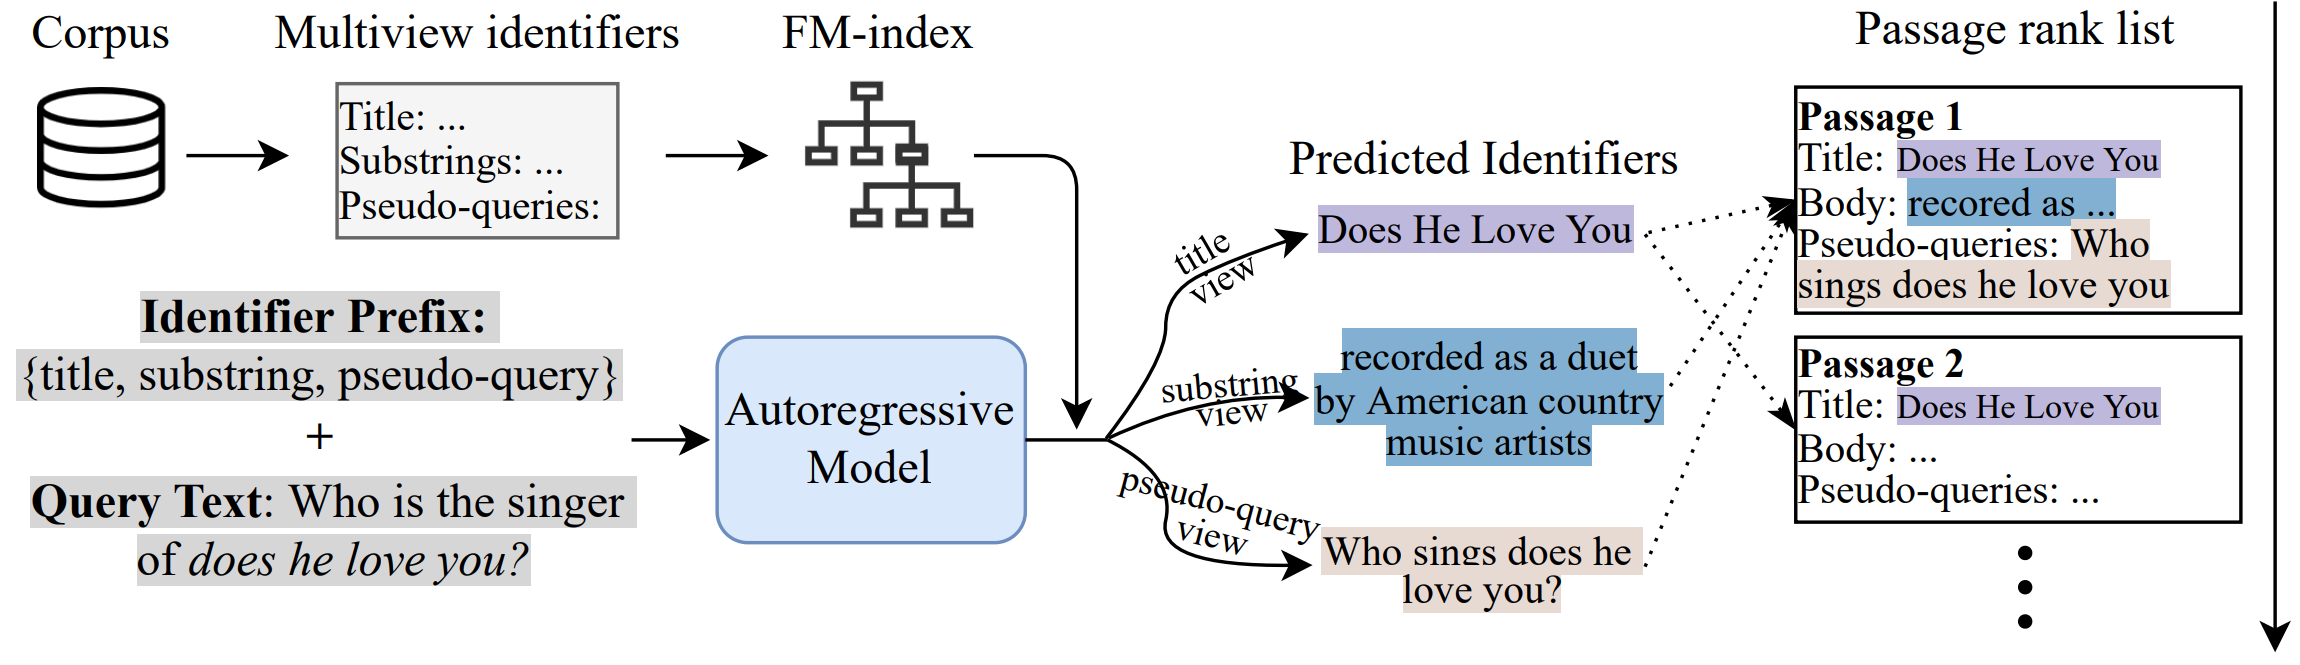 Corpus
Multiview identifiers
FM-index
Title: ...
Substrings: ...
Pseudo-queries:
Identifier Prefix:
{title, substring, pseudo-query}
+
Query Text: Who is the singer
of does he love you?
Autoregressive
Model
title
view
substring
view
pseudo-query
view
Predicted Identifiers
Does He Love You
recorded as a duet
by American country
music artists
Who sings does he
love you?
Passage rank list
Passage 1
Title: Does He Love You
Body: recored as ...
Pseudo-queries: Who
sings does he love you
Passage 2
Title: Does He Love You
Body: ...
Pseudo-queries: ...